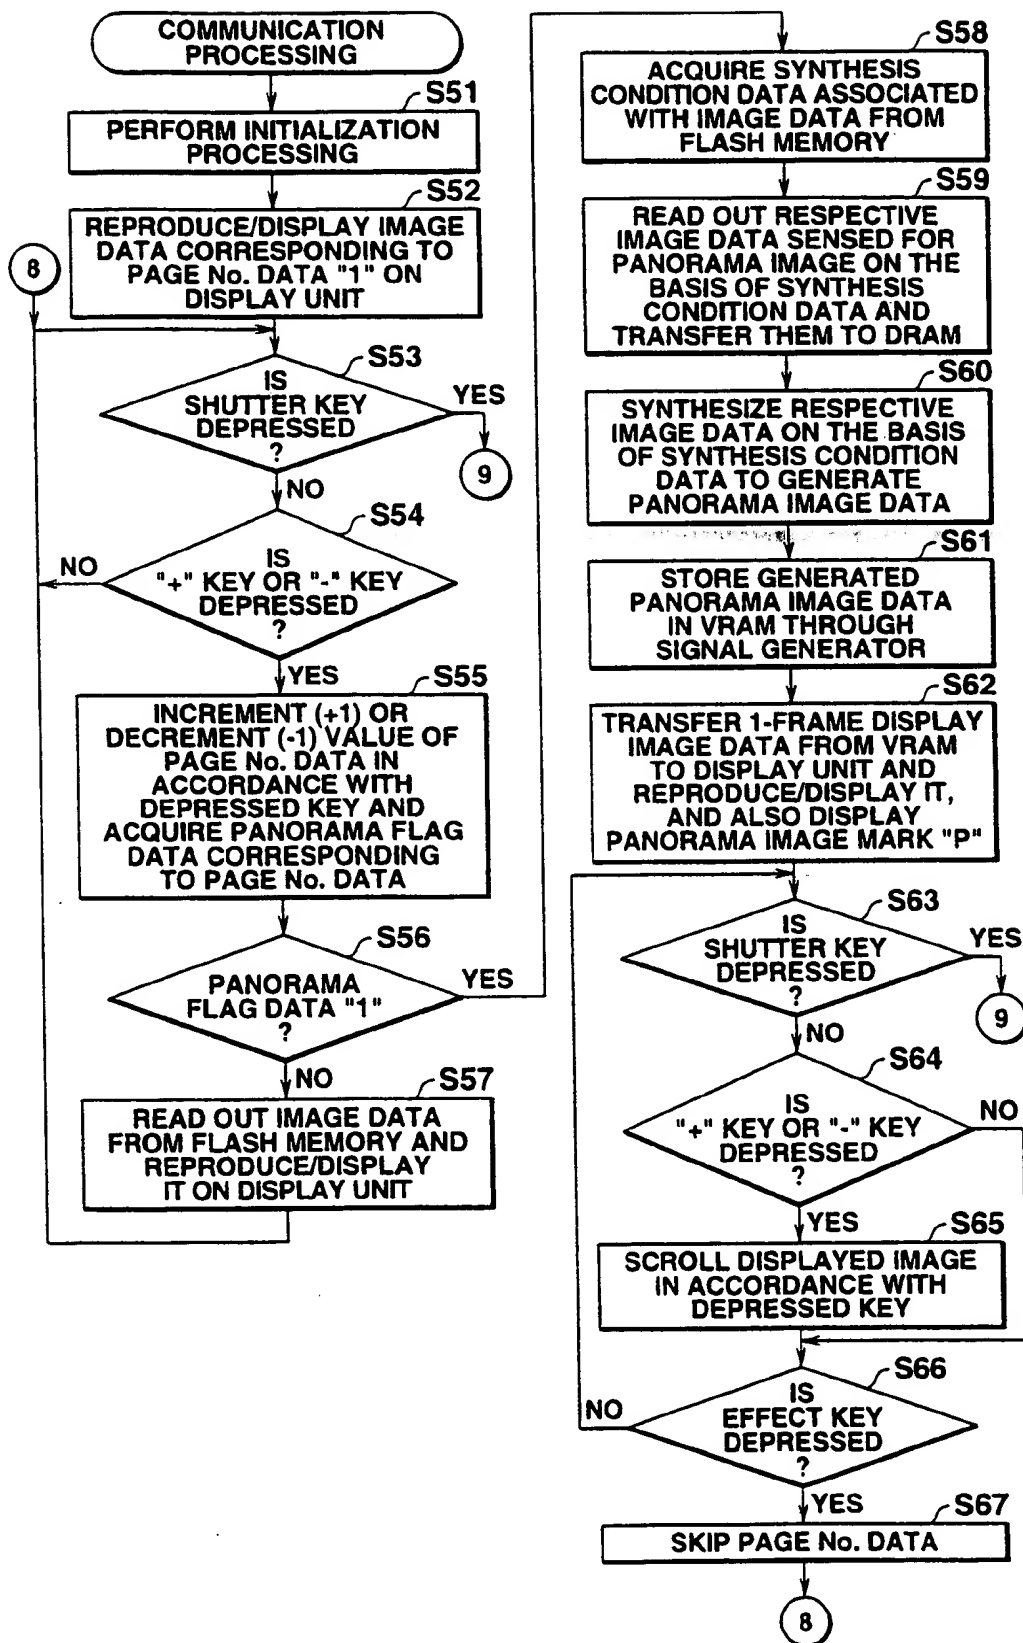 COMMUNICATION
PROCESSING
S51
PERFORM INITIALIZATION
PROCESSING
S52
REPRODUCE/DISPLAY IMAGE
DATA CORRESPONDING TO
PAGE No. DATA "1" ON
DISPLAY UNIT
8
S53
IS
SHUTTER KEY
DEPRESSED
?
YES
9
NO
S54
IS
"+" KEY OR "-" KEY
DEPRESSED
?
NO
YES
S55
INCREMENT (+1) OR
DECREMENT (-1) VALUE OF
PAGE No. DATA IN
ACCORDANCE WITH
DEPRESSED KEY AND
ACQUIRE PANORAMA FLAG
DATA CORRESPONDING
TO PAGE No. DATA
S56
PANORAMA
FLAG DATA "1"
?
YES
NO
S57
READ OUT IMAGE DATA
FROM FLASH MEMORY AND
REPRODUCE/DISPLAY
IT ON DISPLAY UNIT
S58
ACQUIRE SYNTHESIS
CONDITION DATA ASSOCIATED
WITH IMAGE DATA FROM
FLASH MEMORY
S59
READ OUT RESPECTIVE
IMAGE DATA SENSED FOR
PANORAMA IMAGE ON THE
BASIS OF SYNTHESIS
CONDITION DATA AND
TRANSFER THEM TO DRAM
S60
SYNTHESIZE RESPECTIVE
IMAGE DATA ON THE BASIS
OF SYNTHESIS CONDITION
DATA TO GENERATE
PANORAMA IMAGE DATA
S61
STORE GENERATED
PANORAMA IMAGE DATA
IN VRAM THROUGH
SIGNAL GENERATOR
S62
TRANSFER 1-FRAME DISPLAY
IMAGE DATA FROM VRAM
TO DISPLAY UNIT AND
REPRODUCE/DISPLAY IT,
AND ALSO DISPLAY
PANORAMA IMAGE MARK "P"
S63
IS
SHUTTER KEY
DEPRESSED
?
YES
9
NO
S64
IS
"+" KEY OR "-" KEY
DEPRESSED
?
NO
YES
S65
SCROLL DISPLAYED IMAGE
IN ACCORDANCE WITH
DEPRESSED KEY
S66
IS
EFFECT KEY
DEPRESSED
?
NO
YES
S67
SKIP PAGE No. DATA
8